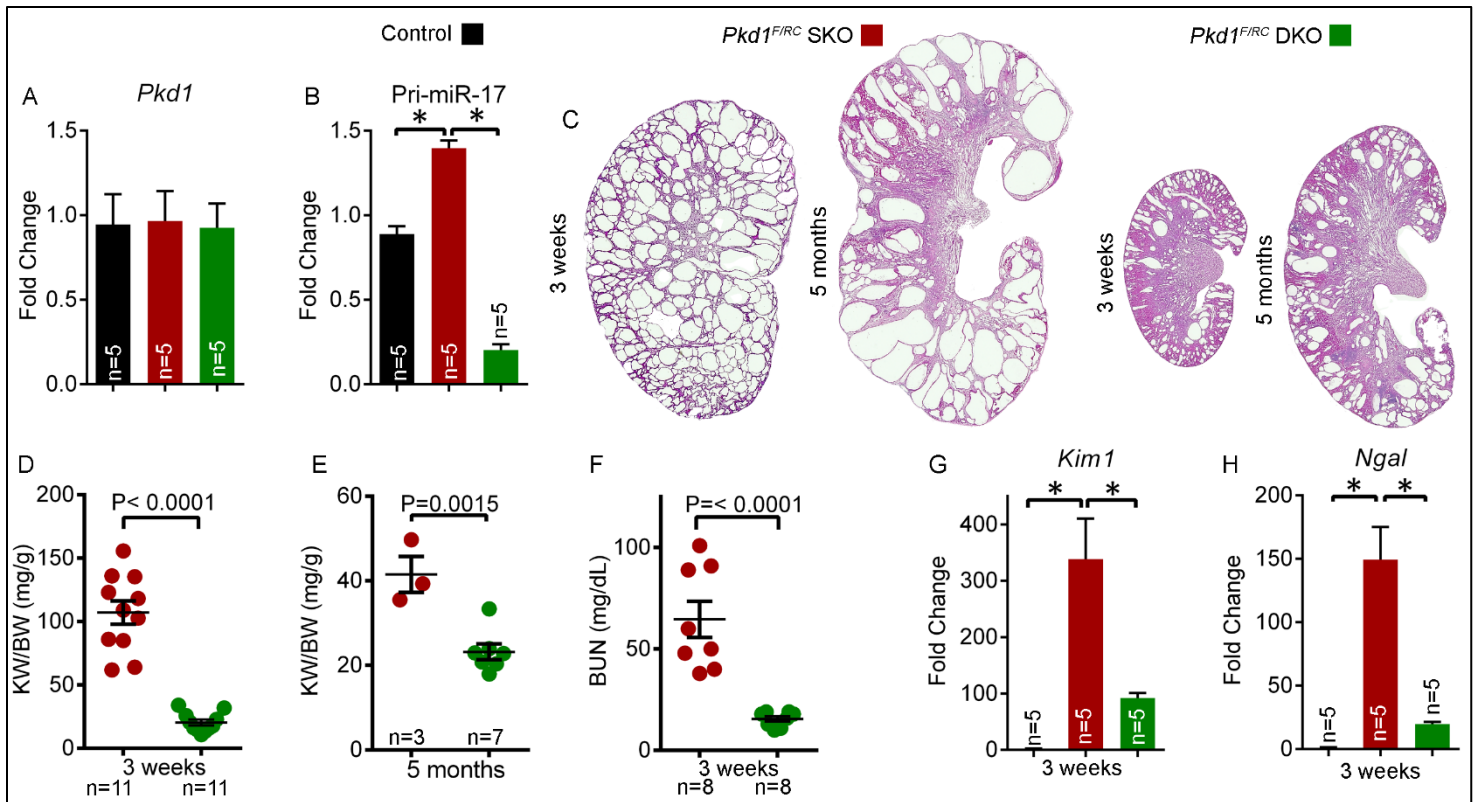 Control
Pkd1F/RC SKO
Pkd1F/RC DKO
A
Pkd1
Fold Change
1.5
1.0
0.5
0.0
n=5
n=5
n=5
B
Pri-miR-17
Fold Change
1.5
1.0
0.5
0.0
*
*
n=5
n=5
n=5
C
3 weeks
5 months
3 weeks
5 months
D
KW/BW (mg/g)
200
150
100
50
0
P< 0.0001
3 weeks
n=11
n=11
E
KW/BW (mg/g)
60
40
20
0
P=0.0015
n=3
n=7
5 months
F
BUN (mg/dL)
100
50
0
P=< 0.0001
3 weeks
n=8
n=8
G
Kim1
Fold Change
400
300
200
100
0
*
*
n=5
n=5
n=5
3 weeks
H
Ngal
Fold Change
200
150
100
50
0
*
*
n=5
n=5
n=5
3 weeks